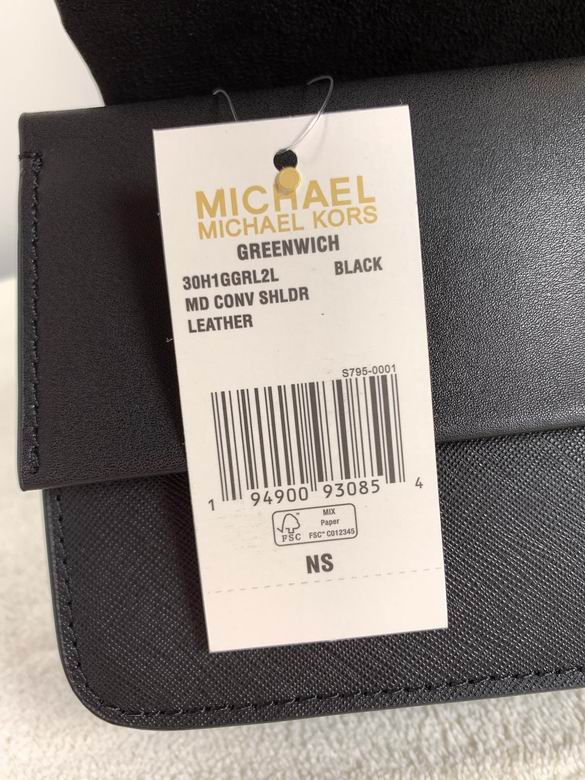 MICHAEL
MICHAEL KORS
GREENWICH
30H1GGRL2L BLACK
MD CONV SHLDR
LEATHER
S795-0001
1 94900 93085 4
FSC
MIX
Paper
FSC® C012345
NS